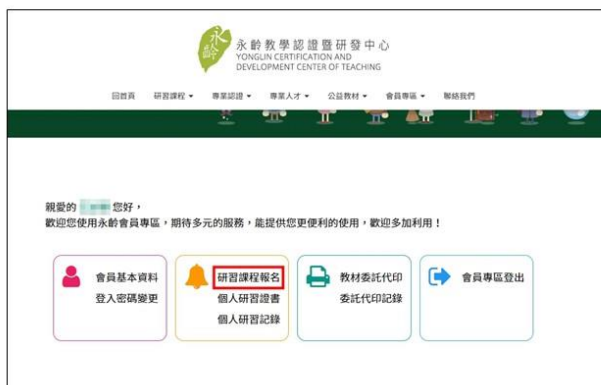 永齡
永齡教學認證暨研發中心
YONGLIN CERTIFICATION AND
DEVELOPMENT CENTER OF TEACHING
回首頁 研習課程 專業認證 專業人才 公益教材 會員專區 聯絡我們
親愛的 您好，
歡迎您使用永齡會員專區，期待多元的服務，能提供您更便利的使用，歡迎多加利用！
會員基本資料
登入密碼變更
研習課程報名
個人研習證書
個人研習記錄
教材委託代印
委託代印記錄
會員專區登出